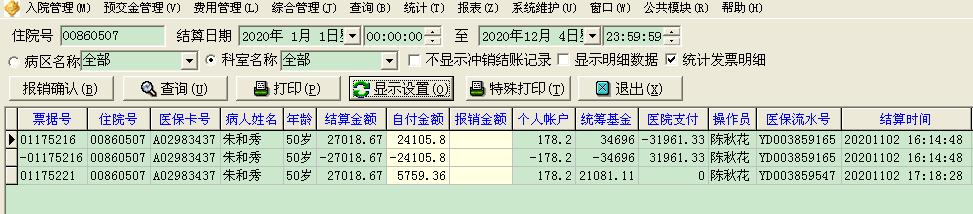 入院管理(M) 预交金管理(V) 费用管理(L) 综合管理(J) 查询(B) 统计(T) 报表(Z) 系统维护(U) 窗口(W) 公共模块(R) 帮助(H)
住院号 00860507 结算日期 2020年 1月 1日星 00:00:00 至 2020年12月 4日星 23:59:59
病区名称 全部 科室名称 全部 不显示冲销结账记录 显示明细数据 统计发票明细
报销确认(B) 查询(U) 打印(P) 显示设置(O) 特殊打印(T) 退出(X)
票据号 住院号 医保卡号 病人姓名 年龄 结算金额 自付金额 报销金额 个人帐户 统筹基金 医院支付 操作员 医保流水号 结算时间
01175216 00860507 A02983437 朱和秀 50岁 27018.67 24105.8 178.2 34696 -31961.33 陈秋花 YD003859165 20201102 16:14:48
-01175216 00860507 A02983437 朱和秀 50岁 -27018.67 -24105.8 -178.2 -34696 31961.33 陈秋花 YD003859165 20201102 16:14:48
01175221 00860507 A02983437 朱和秀 50岁 27018.67 5759.36 178.2 21081.11 0 陈秋花 YD003859547 20201102 17:18:28